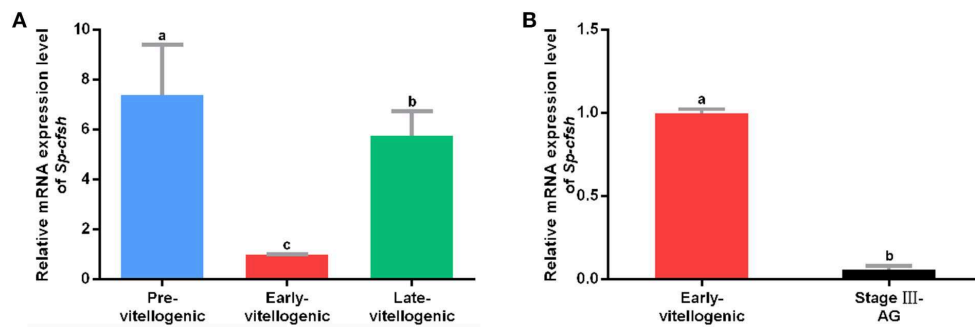 A
Relative mRNA expression level
of Sp-cfsh
10
8
6
4
2
0
a
c
b
Pre-
vitellogenic
Early-
vitellogenic
Late-
vitellogenic
B
Relative mRNA expression level
of Sp-cfsh
1.5
1.0
0.5
0.0
a
b
Early-
vitellogenic
Stage III-
AG